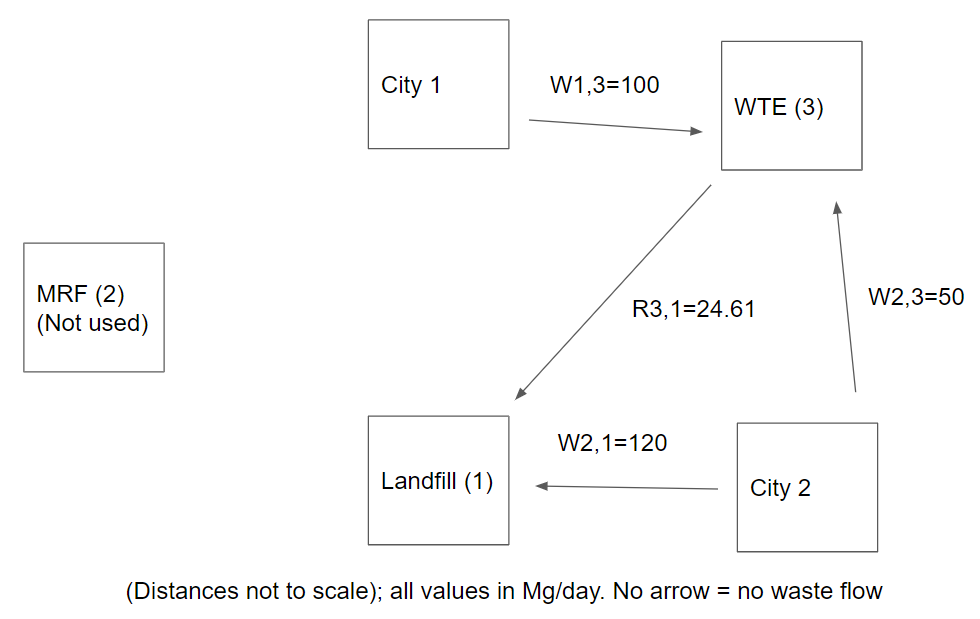 City 1
W1,3=100
WTE (3)
MRF (2)
(Not used)
R3,1=24.61
W2,3=50
Landfill (1)
W2,1=120
City 2
(Distances not to scale); all values in Mg/day. No arrow = no waste flow